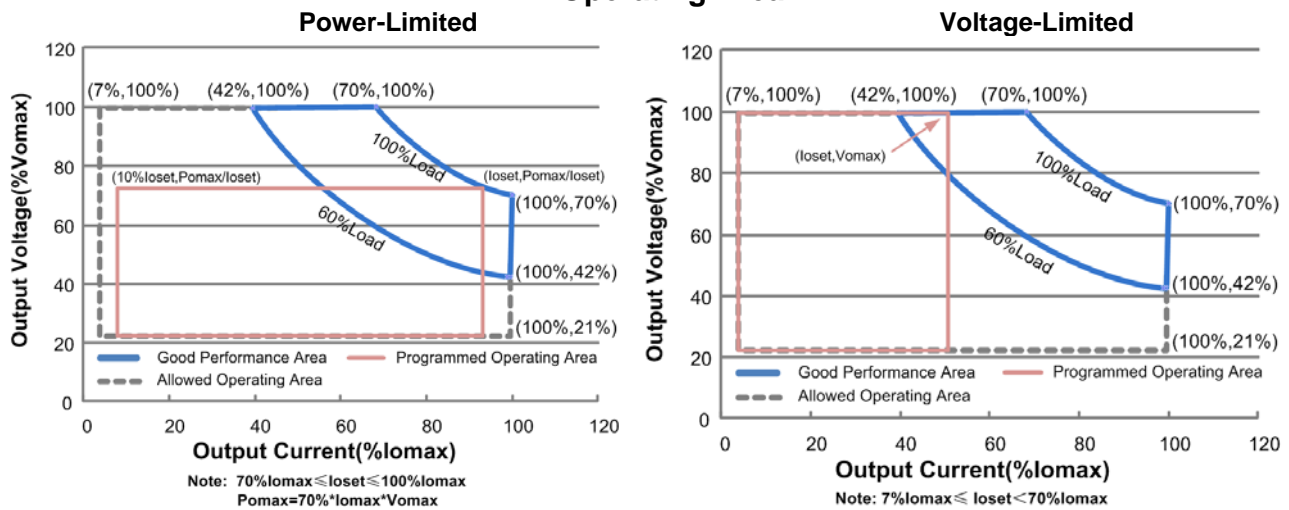 Power-Limited
120
100
80
60
40
20
0
0
20
40
60
80
100
120
Output Voltage(%Vomax)
(7%,100%)
(42%,100%)
(70%,100%)
100%Load
(10%Ioset,Pomax/Ioset)
(Ioset,Pomax/Ioset)
60%Load
(100%,70%)
(100%,42%)
(100%,21%)
Good Performance Area
Programmed Operating Area
Allowed Operating Area
Output Current(%Iomax)
Note: 70%Iomax≤Ioset≤100%Iomax
Pomax=70%*Iomax*Vomax
Voltage-Limited
120
100
80
60
40
20
0
0
20
40
60
80
100
120
Output Voltage(%Vomax)
(7%,100%)
(42%,100%)
(70%,100%)
(Ioset,Vomax)
100%Load
60%Load
(100%,70%)
(100%,42%)
(100%,21%)
Good Performance Area
Programmed Operating Area
Allowed Operating Area
Output Current(%Iomax)
Note: 7%Iomax≤ Ioset<70%Iomax